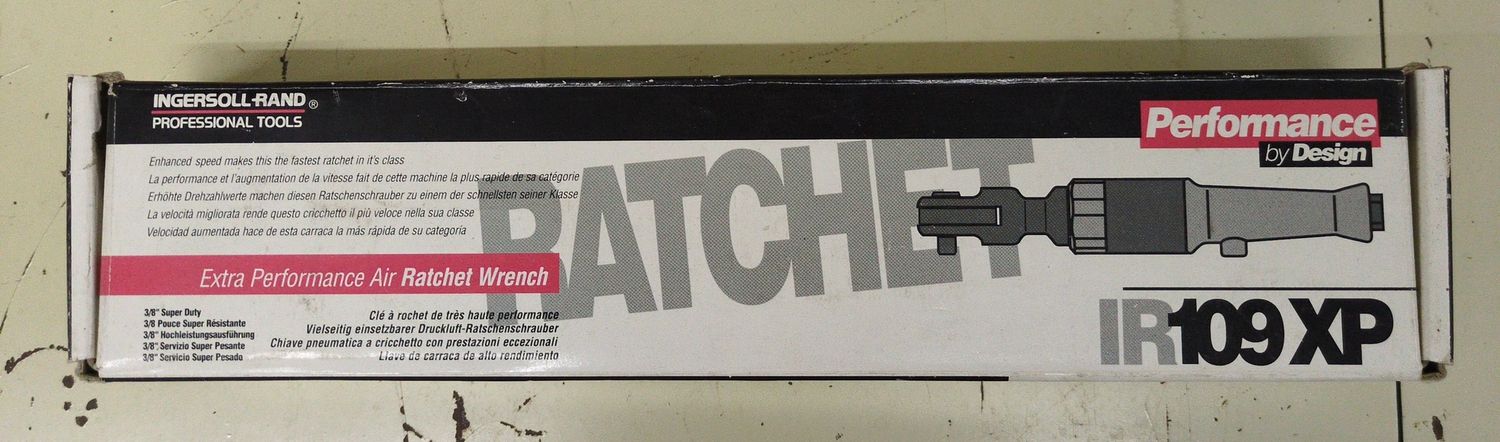 INGERSOLL-RAND®
PROFESSIONAL TOOLS
Performance
by Design
Enhanced speed makes this the fastest ratchet in it's class
La performance et l'augmentation de la vitesse fait de cette machine la plus rapide de sa catégorie
Erhöhte Drehzahlwerte machen diesen Ratschenschrauber zu einem der schnellsten seiner Klasse
La velocità migliorata rende questo cricchetto il più veloce nella sua classe
Velocidad aumentada hace de esta carraca la más rápida de su categoría
RATCHET
Extra Performance Air Ratchet Wrench
3/8" Super Duty
3/8 Pouce Super Résistante
3/8" Hochleistungsausführung
3/8" Servizio Super Pesante
3/8" Servicio Super Pesado
Clé à rochet de très haute performance
Vielseitig einsetzbarer Druckluft-Ratschenschrauber
Chiave pneumatica a cricchetto con prestazioni eccezionali
Llave de carraca de alto rendimiento
IR109 XP